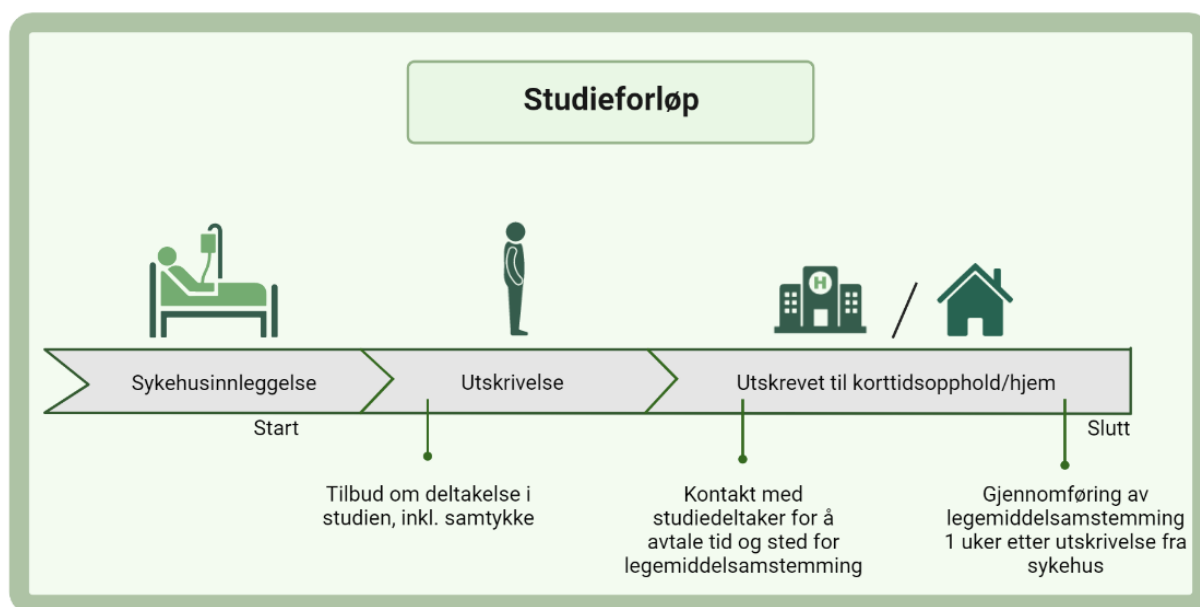 Studieforløp
H
Sykehusinnleggelse
Utskrivelse
Utskrevet til korttidsopphold/hjem
Start
Slutt
Tilbud om deltakelse i
studien, inkl. samtykke
Kontakt med
studiedeltaker for å
avtale tid og sted for
legemiddelsamstemming
Gjennomføring av
legemiddelsamstemming
1 uker etter utskrivelse fra
sykehus